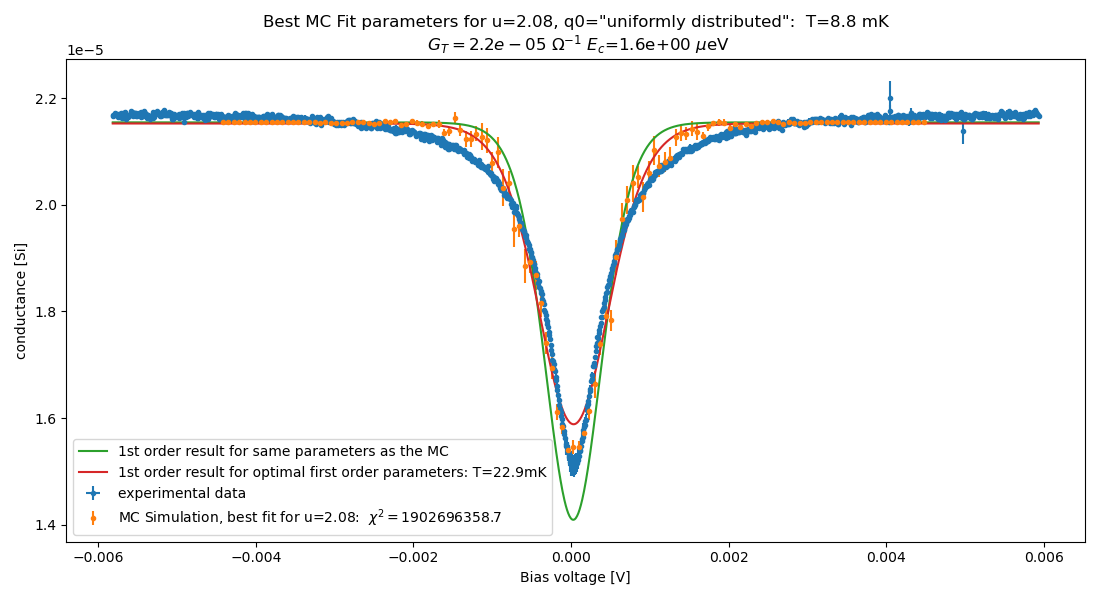 Best MC Fit parameters for u=2.08, q0="uniformly distributed":  T=8.8 mK
$G_T = 2.2e-05\ \Omega^{-1}\ E_c$=1.6e+00 $\mu$eV
1e−5
2.2
2.0
1.8
1.6
1.4
conductance [Si]
1st order result for same parameters as the MC
1st order result for optimal first order parameters: T=22.9mK
experimental data
MC Simulation, best fit for u=2.08:  $\chi^2 = 1902696358.7$
−0.006
−0.004
−0.002
0.000
0.002
0.004
0.006
Bias voltage [V]